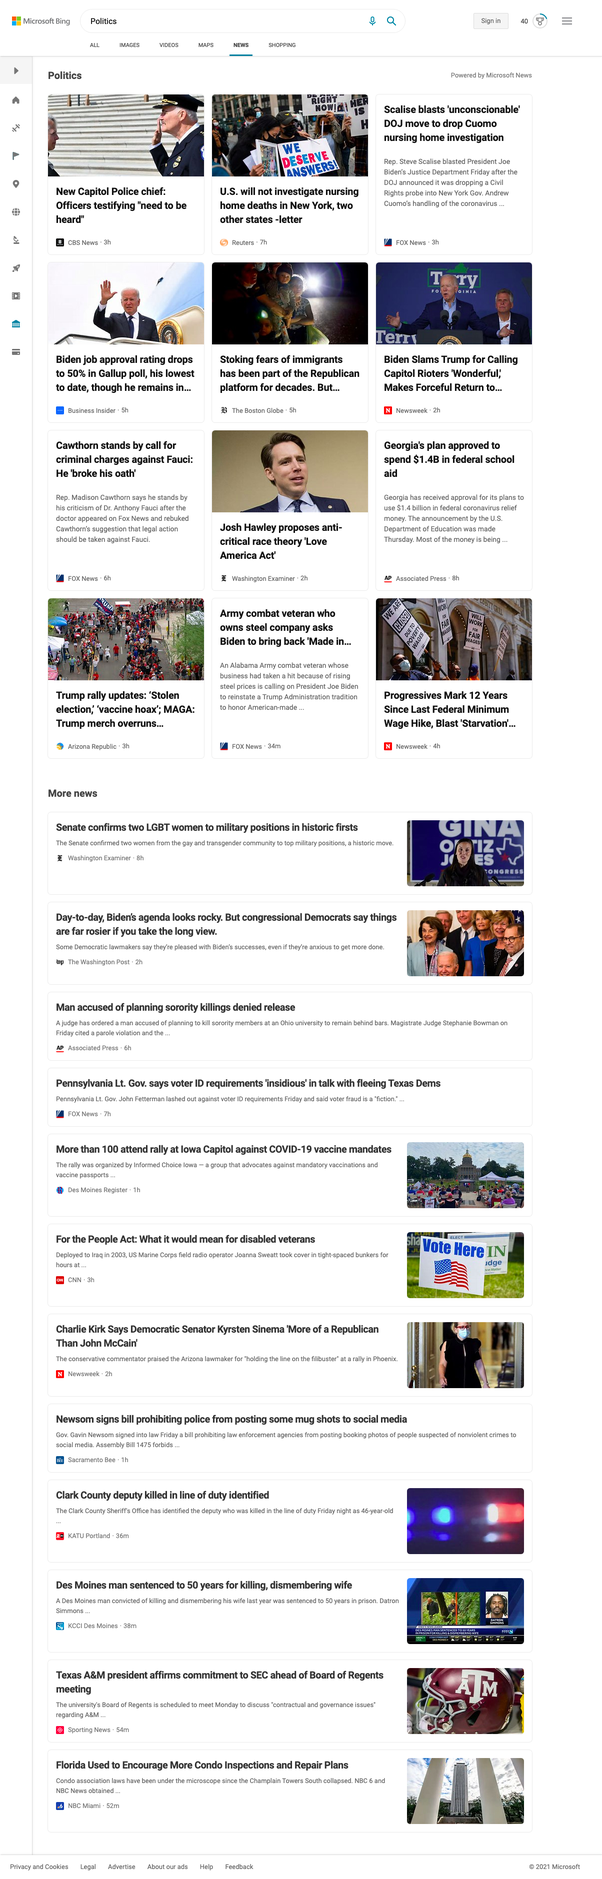 Microsoft Bing
Politics
Sign in
40
ALL
IMAGES
VIDEOS
MAPS
NEWS
SHOPPING
Politics
Powered by Microsoft News
New Capitol Police chief:
Officers testifying "need to be
heard"
CBS News · 3h
WE
DESERVE
ANSWERS!
U.S. will not investigate nursing
home deaths in New York, two
other states -letter
Reuters · 7h
Scalise blasts 'unconscionable'
DOJ move to drop Cuomo
nursing home investigation
Rep. Steve Scalise blasted President Joe
Biden's Justice Department Friday after the
DOJ announced it was dropping a Civil
Rights probe into New York Gov. Andrew
Cuomo's handling of the coronavirus ...
FOX News · 3h
Biden job approval rating drops
to 50% in Gallup poll, his lowest
to date, though he remains in...
Business Insider · 5h
Stoking fears of immigrants
has been part of the Republican
platform for decades. But...
The Boston Globe · 5h
Terry
Biden Slams Trump for Calling
Capitol Rioters 'Wonderful,'
Makes Forceful Return to...
Newsweek · 2h
Cawthorn stands by call for
criminal charges against Fauci:
He 'broke his oath'
Rep. Madison Cawthorn says he stands by
his criticism of Dr. Anthony Fauci after the
doctor appeared on Fox News and rebuked
Cawthorn's suggestion that legal action
should be taken against Fauci.
FOX News · 6h
Josh Hawley proposes anti-
critical race theory 'Love
America Act'
Washington Examiner · 2h
Georgia's plan approved to
spend $1.4B in federal school
aid
Georgia has received approval for its plans to
use $1.4 billion in federal coronavirus relief
money. The announcement by the U.S.
Department of Education was made
Thursday. Most of the money is being ...
Associated Press · 8h
Trump rally updates: 'Stolen
election,' 'vaccine hoax'; MAGA:
Trump merch overruns...
Arizona Republic · 3h
Army combat veteran who
owns steel company asks
Biden to bring back 'Made in...
An Alabama Army combat veteran whose
business had taken a hit because of rising
steel prices is calling on President Joe Biden
to reinstate a Trump Administration tradition
to honor American-made ...
FOX News · 34m
Progressives Mark 12 Years
Since Last Federal Minimum
Wage Hike, Blast 'Starvation'...
Newsweek · 4h
More news
Senate confirms two LGBT women to military positions in historic firsts
The Senate confirmed two women from the gay and transgender community to top military positions, a historic move.
Washington Examiner · 8h
GINA
ORTIZ
JONES
CONGRESS
Day-to-day, Biden's agenda looks rocky. But congressional Democrats say things
are far rosier if you take the long view.
Some Democratic lawmakers say they're pleased with Biden's successes, even if they're anxious to get more done.
The Washington Post · 2h
Man accused of planning sorority killings denied release
A judge has ordered a man accused of planning to kill sorority members at an Ohio university to remain behind bars. Magistrate Judge Stephanie Bowman on
Friday cited a parole violation and the ...
Associated Press · 6h
Pennsylvania Lt. Gov. says voter ID requirements 'insidious' in talk with fleeing Texas Dems
Pennsylvania Lt. Gov. John Fetterman lashed out against voter ID requirements Friday and said voter fraud is a "fiction." ...
FOX News · 7h
More than 100 attend rally at Iowa Capitol against COVID-19 vaccine mandates
The rally was organized by Informed Choice Iowa — a group that advocates against mandatory vaccinations and
vaccine passports ...
Des Moines Register · 1h
For the People Act: What it would mean for disabled veterans
Deployed to Iraq in 2003, US Marine Corps field radio operator Joanna Sweatt took cover in tight-spaced bunkers for
hours at ...
CNN · 3h
Vote Here
Charlie Kirk Says Democratic Senator Kyrsten Sinema 'More of a Republican
Than John McCain'
The conservative commentator praised the Arizona lawmaker for "holding the line on the filibuster" at a rally in Phoenix.
Newsweek · 2h
Newsom signs bill prohibiting police from posting some mug shots to social media
Gov. Gavin Newsom signed into law Friday a bill prohibiting law enforcement agencies from posting booking photos of people suspected of nonviolent crimes to
social media. Assembly Bill 1475 forbids ...
Sacramento Bee · 1h
Clark County deputy killed in line of duty identified
The Clark County Sheriff's Office has identified the deputy who was killed in the line of duty Friday night as 46-year-old
...
KATU Portland · 36m
Des Moines man sentenced to 50 years for killing, dismembering wife
A Des Moines man convicted of killing and dismembering his wife last year was sentenced to 50 years in prison. Datron
Simmons ...
KCCI Des Moines · 38m
Texas A&M president affirms commitment to SEC ahead of Board of Regents
meeting
The university's Board of Regents is scheduled to meet Monday to discuss "contractual and governance issues"
regarding A&M ...
Sporting News · 54m
Florida Used to Encourage More Condo Inspections and Repair Plans
Condo association laws have been under the microscope since the Champlain Towers South collapsed. NBC 6 and
NBC News obtained ...
NBC Miami · 52m
Privacy and Cookies
Legal
Advertise
About our ads
Help
Feedback
© 2021 Microsoft